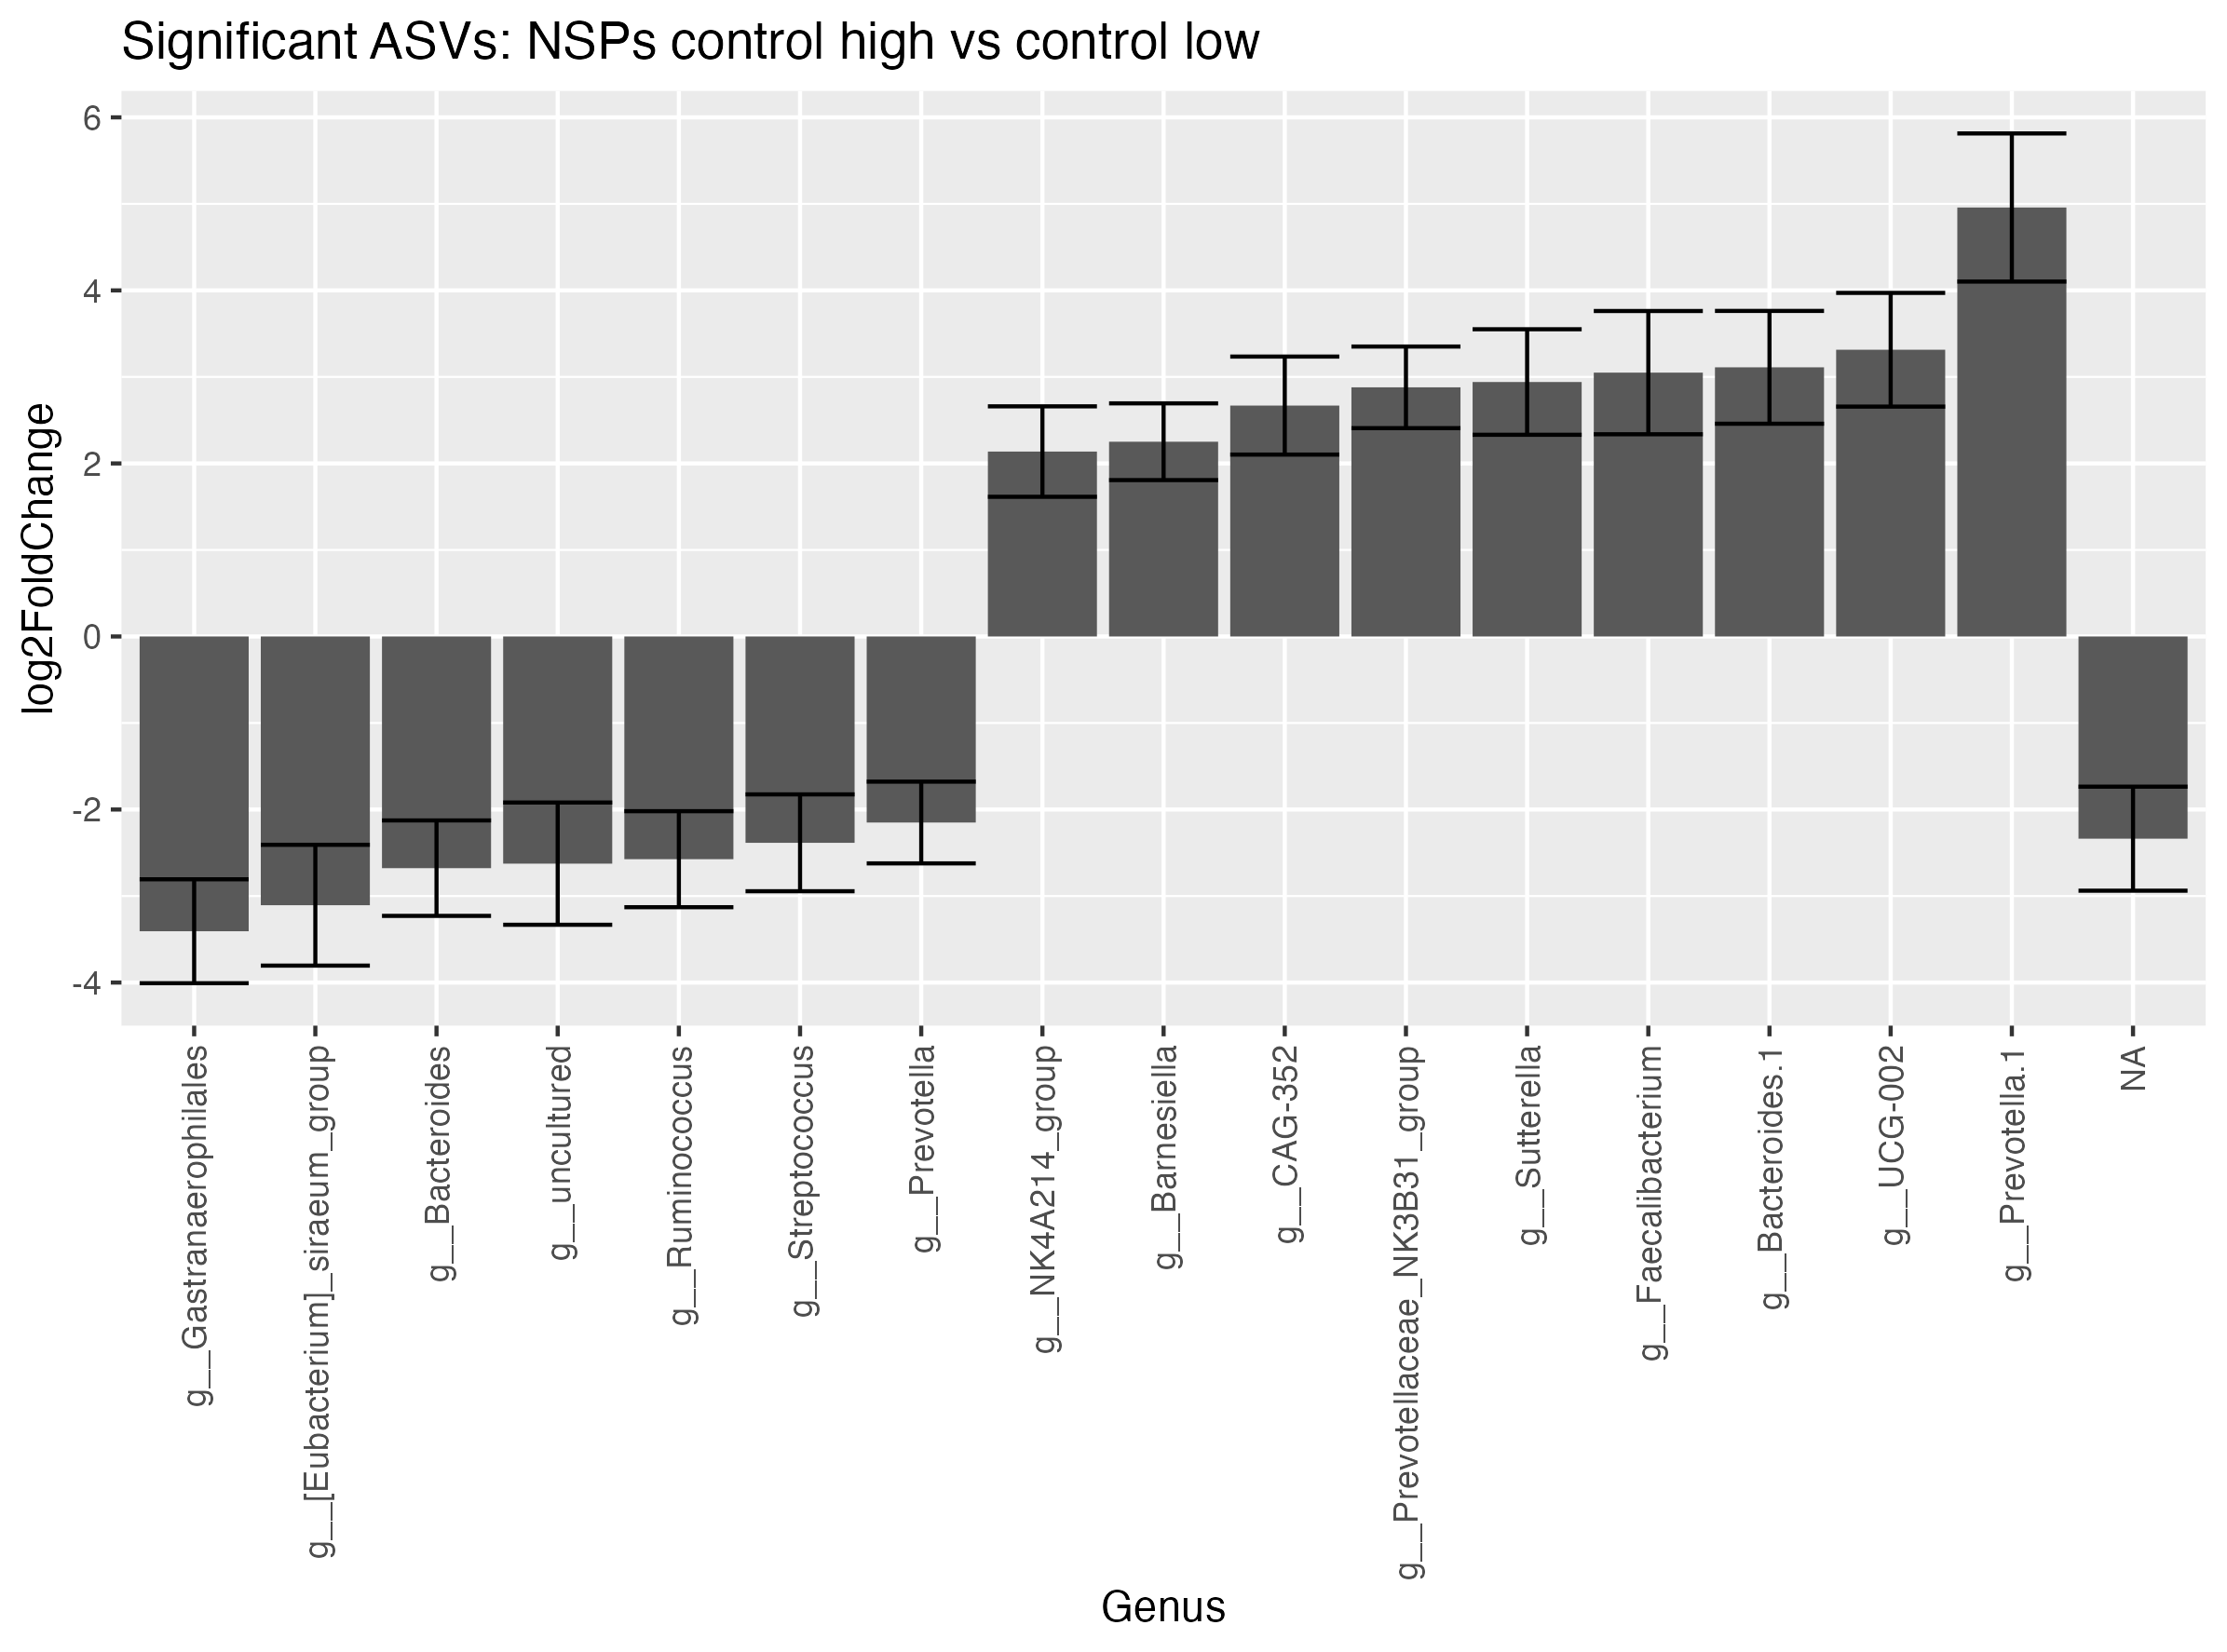 Significant ASVs: NSPs control high vs control low
log2FoldChange
6
4
2
0
-2
-4
g__Gastranaerophilales
g__[Eubacterium]_siraeum_group
g__Bacteroides
g__uncultured
g__Ruminococcus
g__Streptococcus
g__Prevotella
g__NK4A214_group
g__Barnesiella
g__CAG-352
g__Prevotellaceae_NK3B31_group
g__Sutterella
g__Faecalibacterium
g__Bacteroides.1
g__UCG-002
g__Prevotella.1
NA
Genus